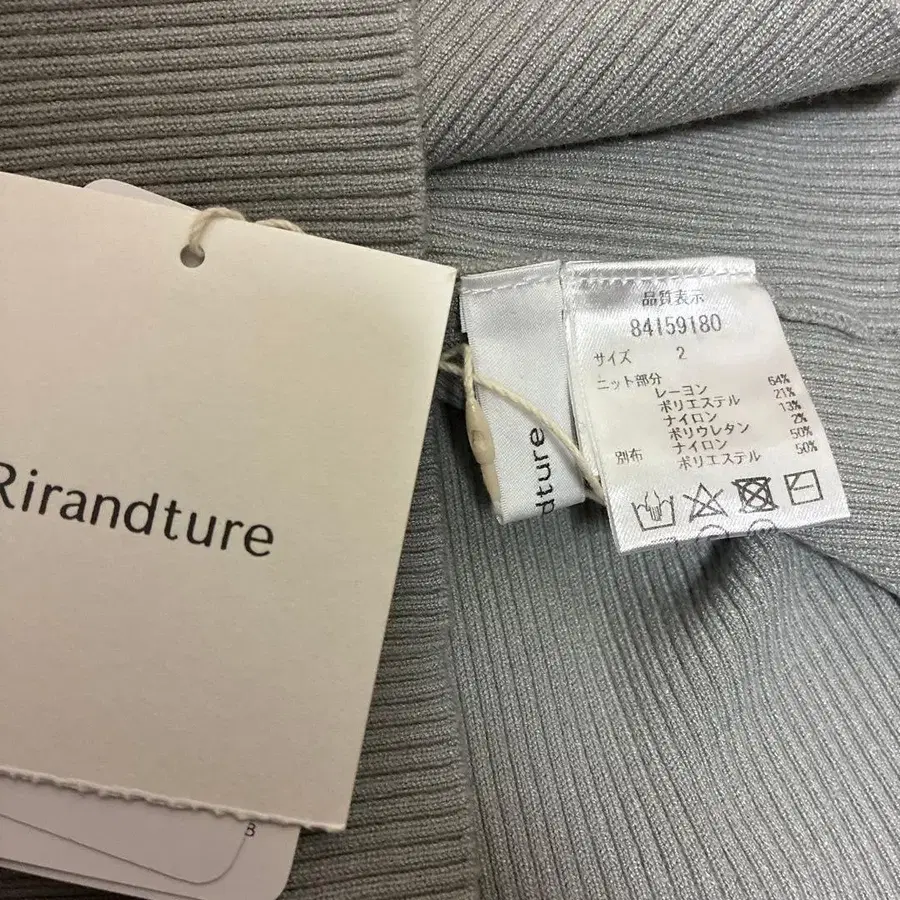 Rirandture
dture
品質表示
84159180
サイズ 2
ニット部分
レーヨン 64%
ポリエステル 21%
ナイロン 13%
ポリウレタン 2%
ナイロン 50%
別布 ポリエステル 50%
B